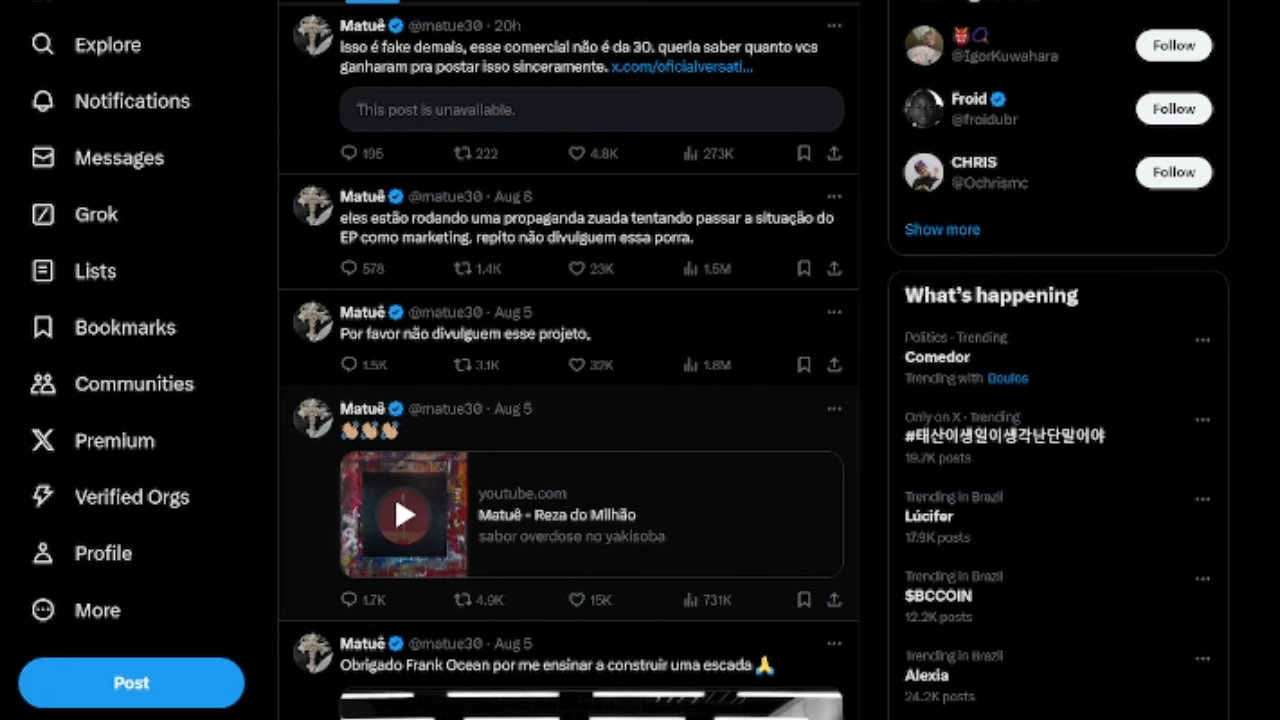 Explore
Notifications
Messages
Grok
Lists
Bookmarks
Communities
Premium
Verified Orgs
Profile
More
Post
Matuê @matue30 · 20h
Isso é fake demais, esse comercial não é da 30. queria saber quanto vcs
ganharam pra postar isso sinceramente. x.com/oficialversati...
This post is unavailable.
195 222 4.8K 273K
Matuê @matue30 · Aug 6
eles estão rodando uma propaganda zuada tentando passar a situação do
EP como marketing. repito não divulguem essa porra.
578 1.4K 23K 1.5M
Matuê @matue30 · Aug 5
Por favor não divulguem esse projeto.
1.5K 3.1K 32K 1.8M
Matuê @matue30 · Aug 5
👏🏼👏🏼👏🏼
youtube.com
Matuê - Reza do Milhão
sabor overdose no yakisoba
1.7K 4.9K 15K 731K
Matuê @matue30 · Aug 5
Obrigado Frank Ocean por me ensinar a construir uma escada 🙏
@IgorKuwahara
Follow
Froid
@froidubr
Follow
CHRIS
@Ochrismc
Follow
Show more
What's happening
Politics · Trending
Comedor
Trending with Boulos
Only on X · Trending
#태산이생일이생각난단말이야
19.7K posts
Trending in Brazil
Lúcifer
17.9K posts
Trending in Brazil
$BCCOIN
12.2K posts
Trending in Brazil
Alexia
24.2K posts